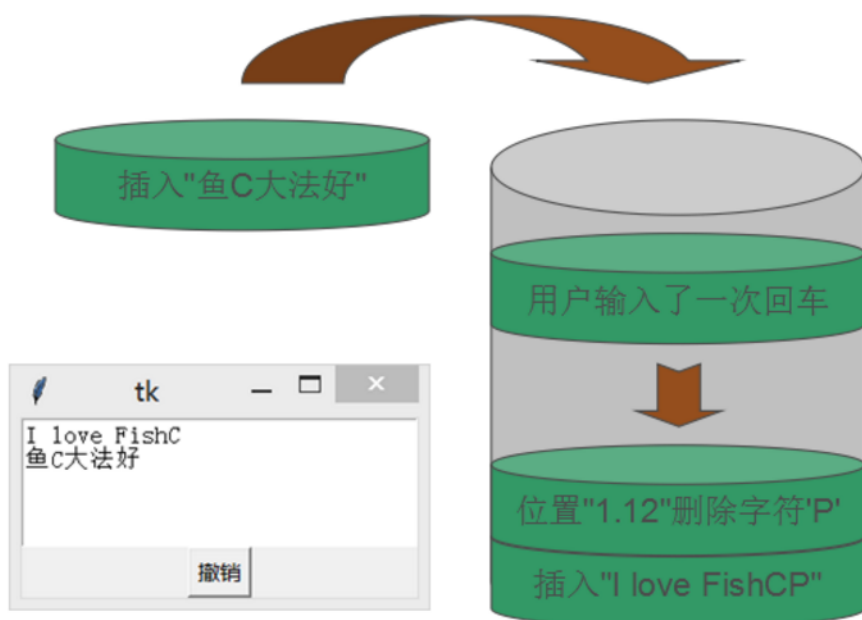 插入"鱼C大法好"
用户输入了一次回车
tk
I love FishC
鱼C大法好
撤销
位置"1.12"删除字符'P'
插入"I love FishCP"